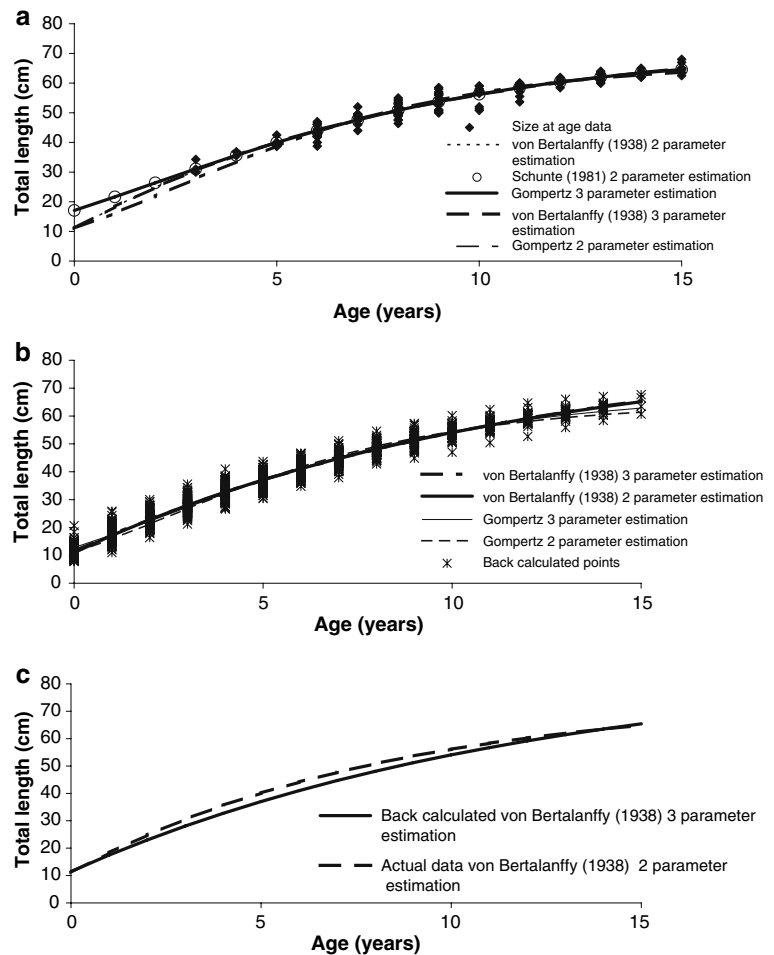 a
80
70
60
50
40
30
20
10
0
Total length (cm)
Size at age data
von Bertalanffy (1938) 2 parameter
estimation
Schunte (1981) 2 parameter estimation
Gompertz 3 parameter estimation
von Bertalanffy (1938) 3 parameter
estimation
Gompertz 2 parameter estimation
0 5 10 15
Age (years)
b
80
70
60
50
40
30
20
10
0
Total length (cm)
von Bertalanffy (1938) 3 parameter estimation
von Bertalanffy (1938) 2 parameter estimation
Gompertz 3 parameter estimation
Gompertz 2 parameter estimation
Back calculated points
0 5 10 15
Age (years)
c
80
70
60
50
40
30
20
10
0
Total length (cm)
Back calculated von Bertalanffy (1938) 3 parameter
estimation
Actual data von Bertalanffy (1938) 2 parameter
estimation
0 5 10 15
Age (years)